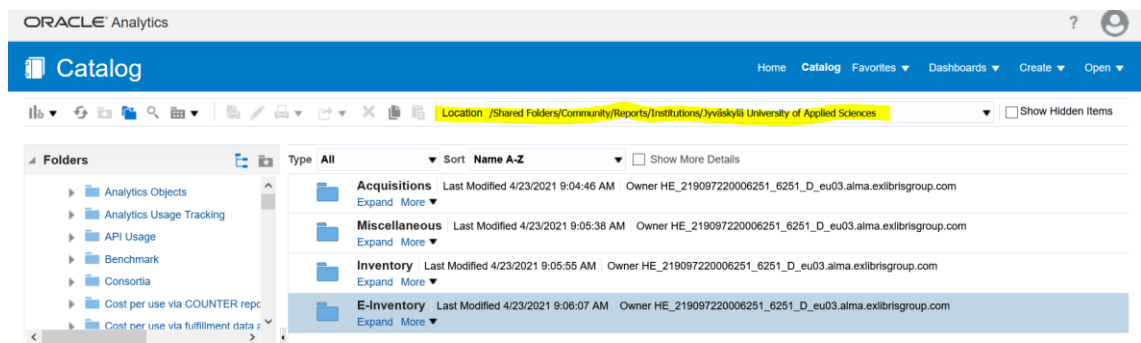 ORACLE Analytics ?
Catalog Home Catalog Favorites Dashboards Create Open
Location /Shared Folders/Community/Reports/Institutions/Jyväskylä University of Applied Sciences Show Hidden Items
Folders Type All Sort Name A-Z Show More Details
Analytics Objects
Analytics Usage Tracking
API Usage
Benchmark
Consortia
Cost per use via COUNTER repc
Cost per use via fulfillment data a
Acquisitions Last Modified 4/23/2021 9:04:46 AM Owner HE_219097220006251_6251_D_eu03.alma.exlibrisgroup.com
Expand More
Miscellaneous Last Modified 4/23/2021 9:05:38 AM Owner HE_219097220006251_6251_D_eu03.alma.exlibrisgroup.com
Expand More
Inventory Last Modified 4/23/2021 9:05:55 AM Owner HE_219097220006251_6251_D_eu03.alma.exlibrisgroup.com
Expand More
E-Inventory Last Modified 4/23/2021 9:06:07 AM Owner HE_219097220006251_6251_D_eu03.alma.exlibrisgroup.com
Expand More